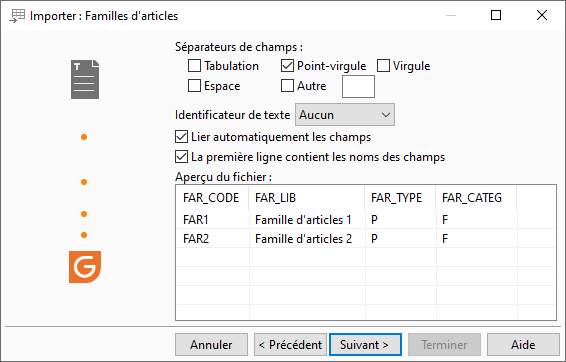 Importer : Familles d'articles
Séparateurs de champs :
Tabulation Point-virgule Virgule
Espace Autre
Identificateur de texte Aucun
Lier automatiquement les champs
La première ligne contient les noms des champs
Aperçu du fichier :
FAR_CODE FAR_LIB FAR_TYPE FAR_CATEG
FAR1 Famille d'articles 1 P F
FAR2 Famille d'articles 2 P F
Annuler < Précédent Suivant > Terminer Aide